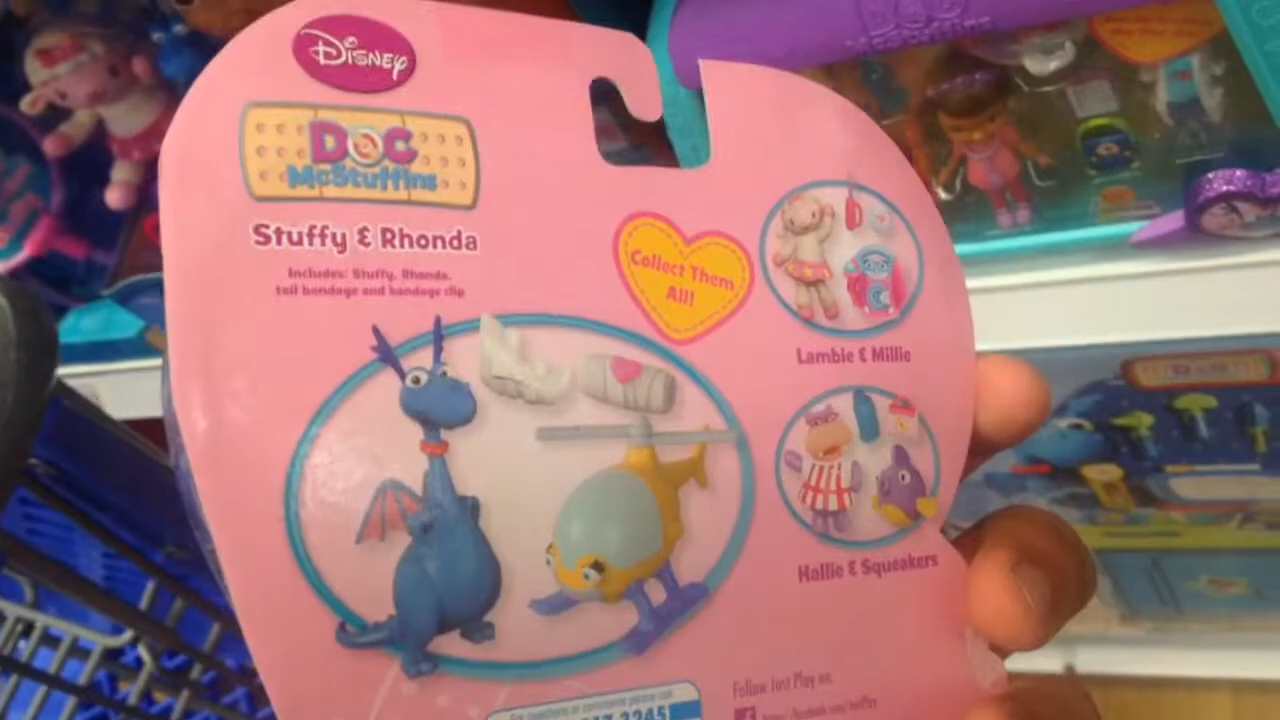 Disney
Doc
McStuffins
Stuffy & Rhonda
Includes: Stuffy, Rhonda,
tail bandage and bandage clip
Collect Them
All!
Lambie & Millie
Hallie & Squeakers
Follow Just Play on: